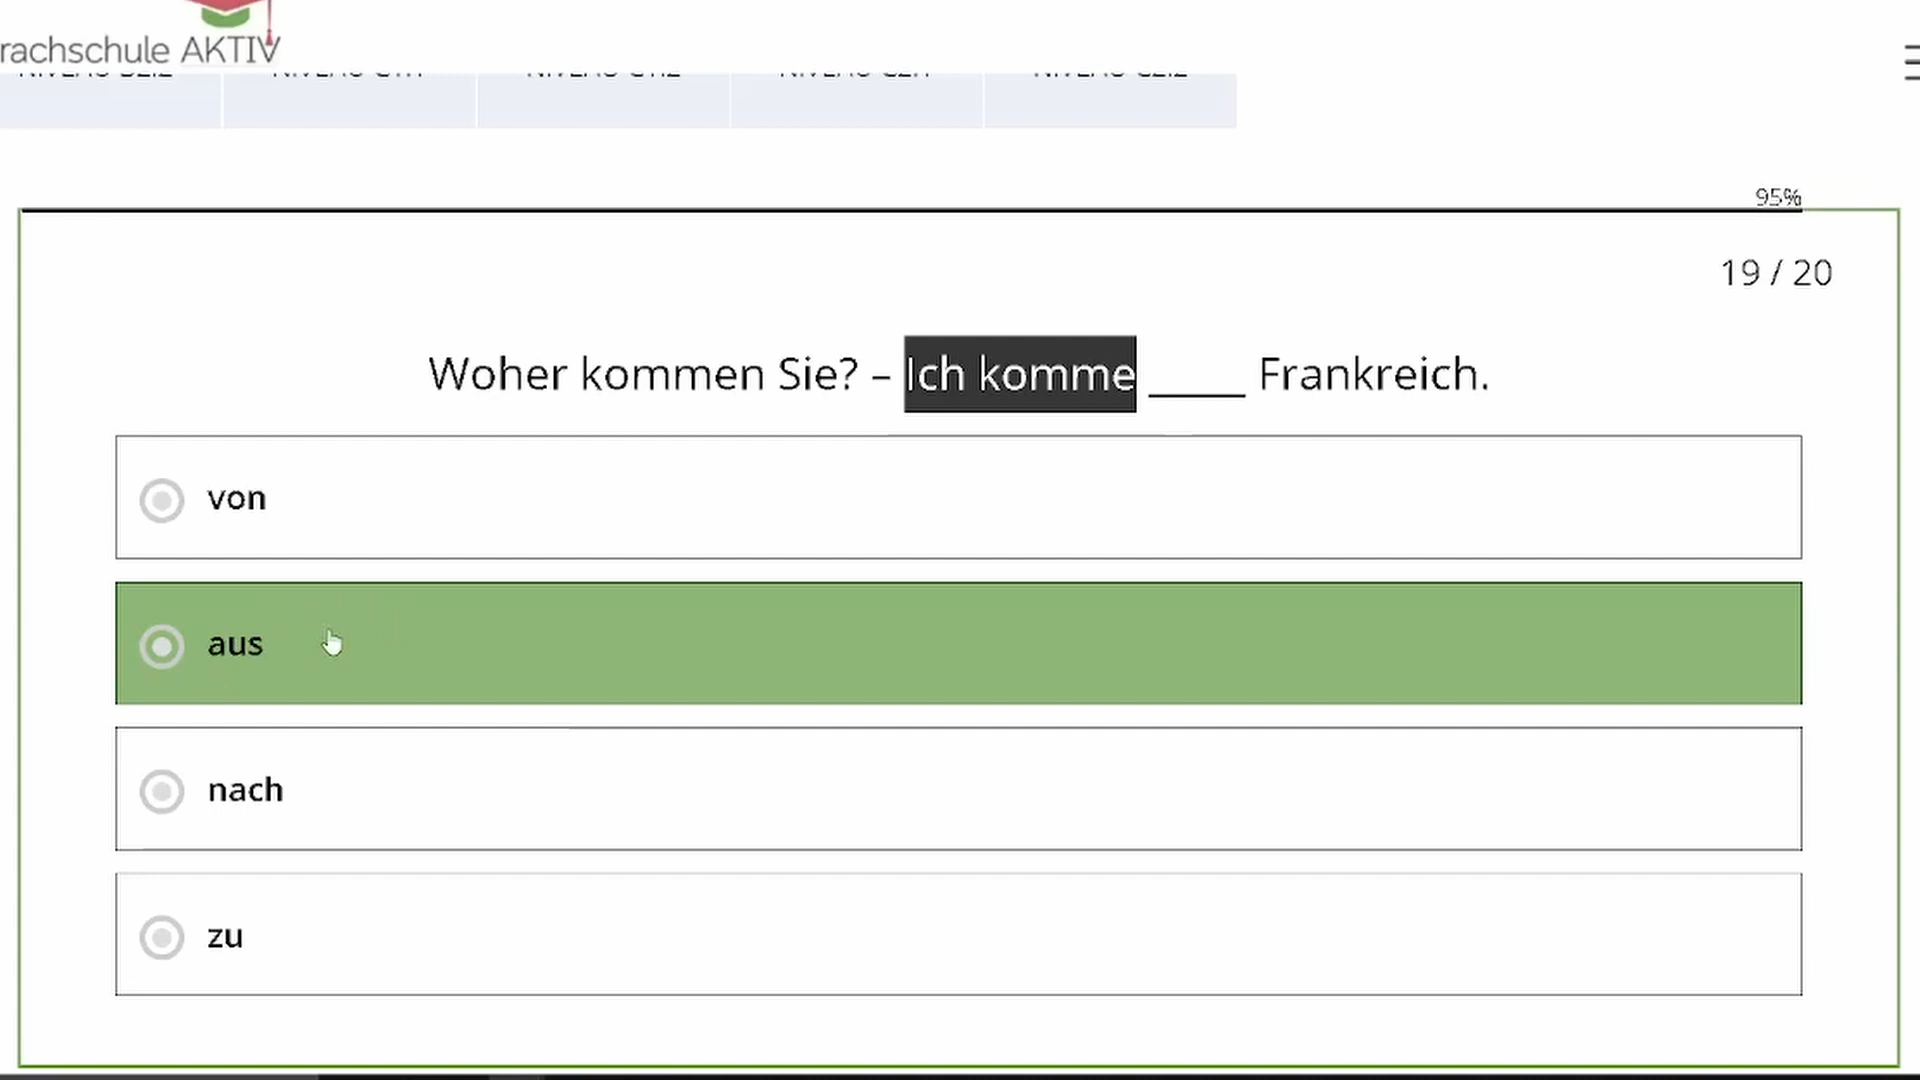 rachschule AKTIV
95%
19 / 20
Woher kommen Sie? – Ich komme _____ Frankreich.
von
aus
nach
zu